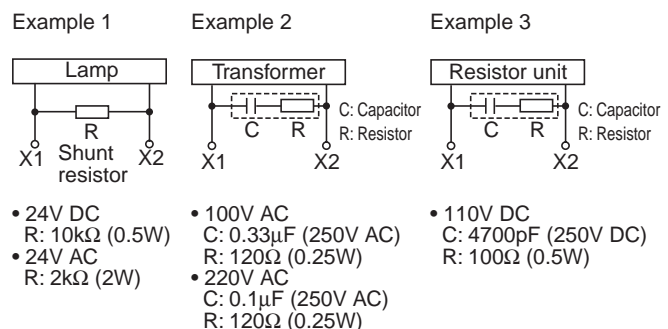 Example 1
Lamp
R
X1
Shunt
resistor
X2
• 24V DC
R: 10kΩ (0.5W)
• 24V AC
R: 2kΩ (2W)
Example 2
Transformer
C: Capacitor
R: Resistor
C
R
X1
X2
• 100V AC
C: 0.33μF (250V AC)
R: 120Ω (0.25W)
• 220V AC
C: 0.1μF (250V AC)
R: 120Ω (0.25W)
Example 3
Resistor unit
C: Capacitor
R: Resistor
C
R
X1
X2
• 110V DC
C: 4700pF (250V DC)
R: 100Ω (0.5W)